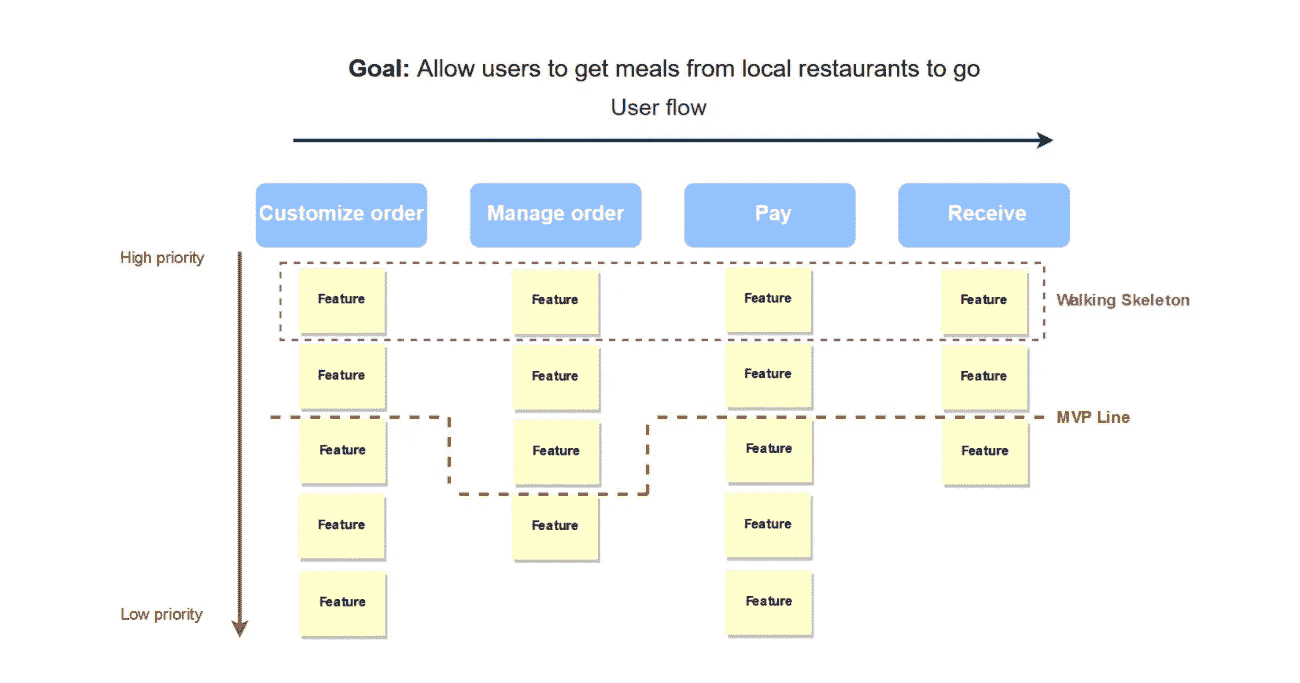 Goal: Allow users to get meals from local restaurants to go
User flow
Customize order
Manage order
Pay
Receive
High priority
Feature
Feature
Feature
Feature
Walking Skeleton
Feature
Feature
Feature
Feature
MVP Line
Feature
Feature
Feature
Feature
Feature
Feature
Feature
Low priority
Feature
Feature